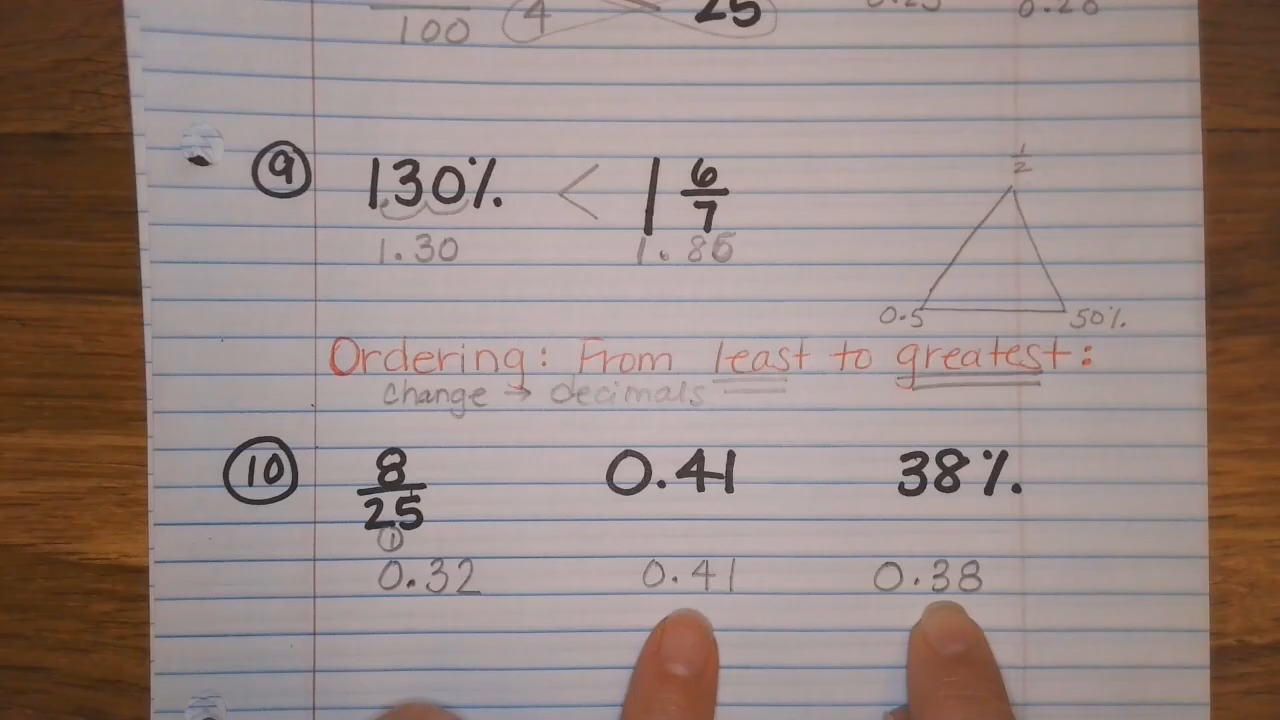 100 4 25
9 130% < 1 6/7
1.30 1.86
1/2
0.5 50%
Ordering: From least to greatest:
change → decimals
10 8/25 0.41 38%
1
0.32 0.41 0.38